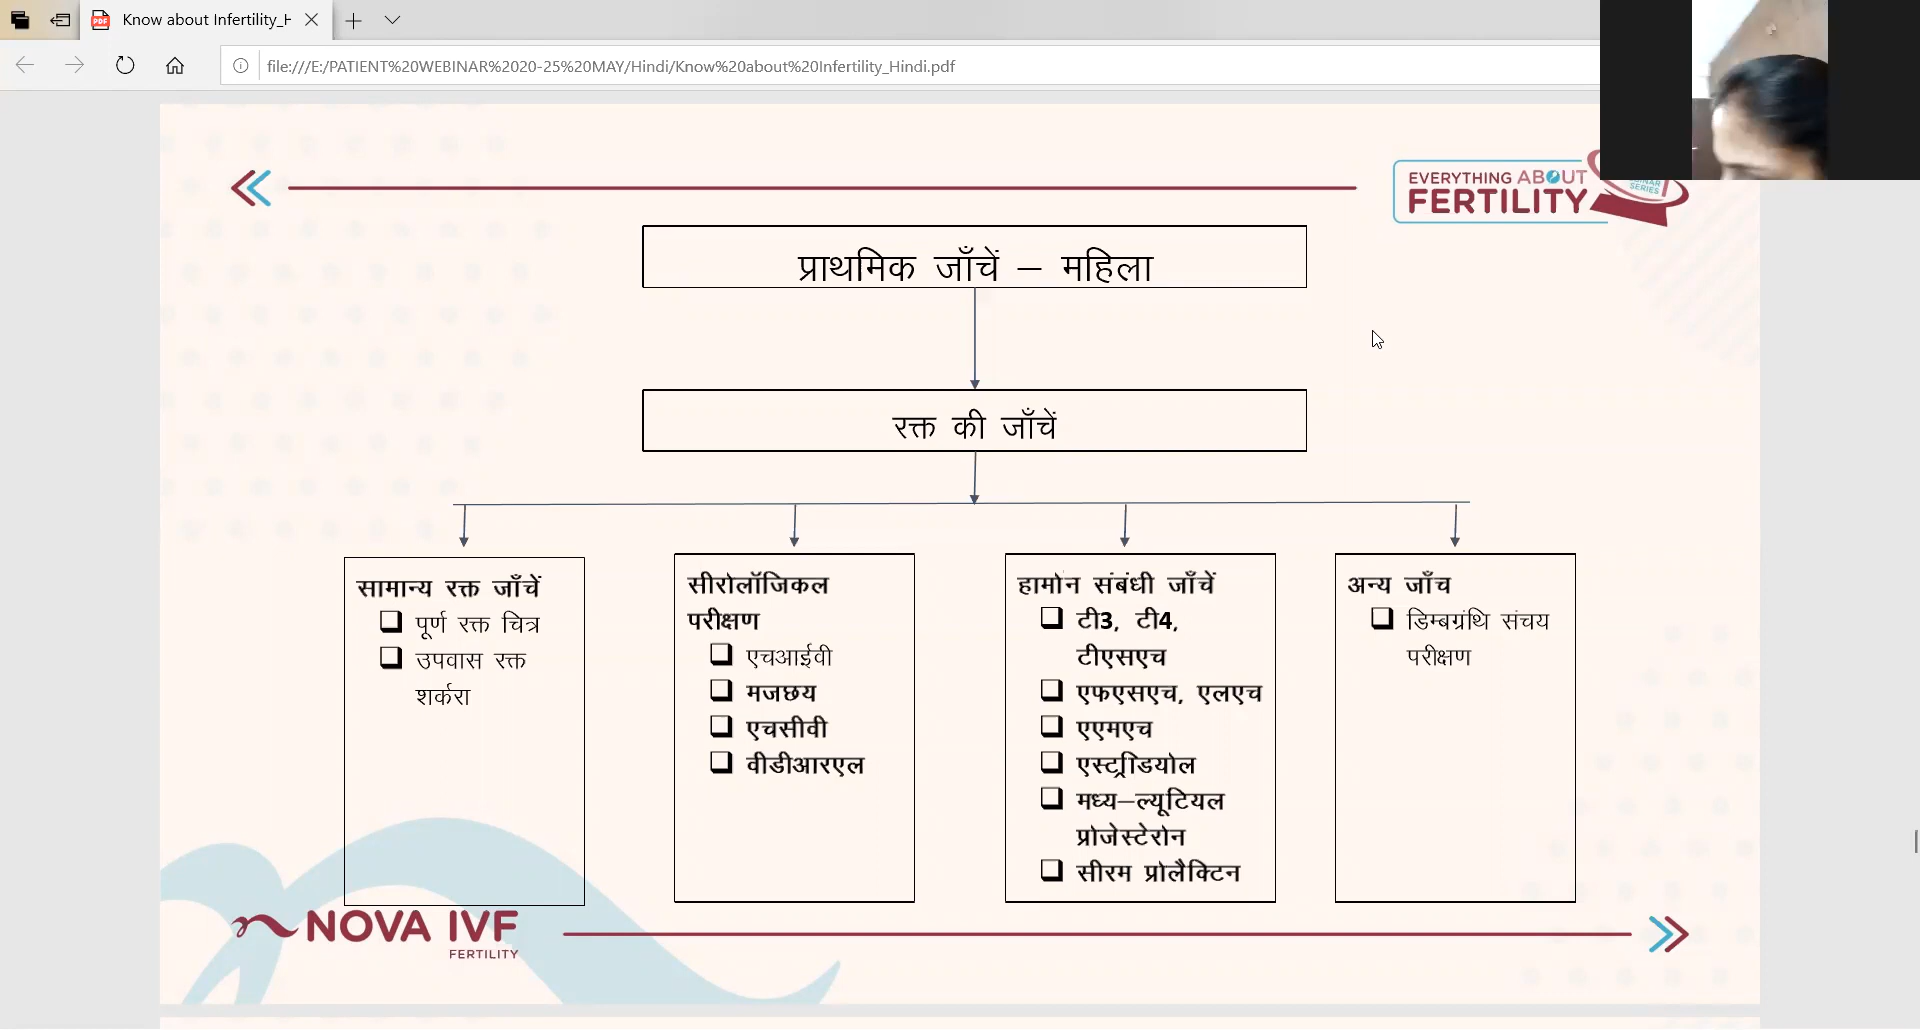 Know about Infertility_H
file:///E:/PATIENT%20WEBINAR%2020-25%20MAY/Hindi/Know%20about%20Infertility_Hindi.pdf
EVERYTHING ABOUT
FERTILITY
SERIES
प्राथमिक जाँचें – महिला
रक्त की जाँचें
सामान्य रक्त जाँचें
पूर्ण रक्त चित्र
उपवास रक्त
शर्करा
सीरोलॉजिकल
परीक्षण
एचआईवी
मजछय
एचसीवी
वीडीआरएल
हार्मोन संबंधी जाँचें
टी3, टी4,
टीएसएच
एफएसएच, एलएच
एएमएच
एस्ट्राडियोल
मध्य–ल्यूटियल
प्रोजेस्टेरोन
सीरम प्रोलैक्टिन
अन्य जाँच
डिम्बग्रंथि संचय
परीक्षण
NOVA IVF
FERTILITY